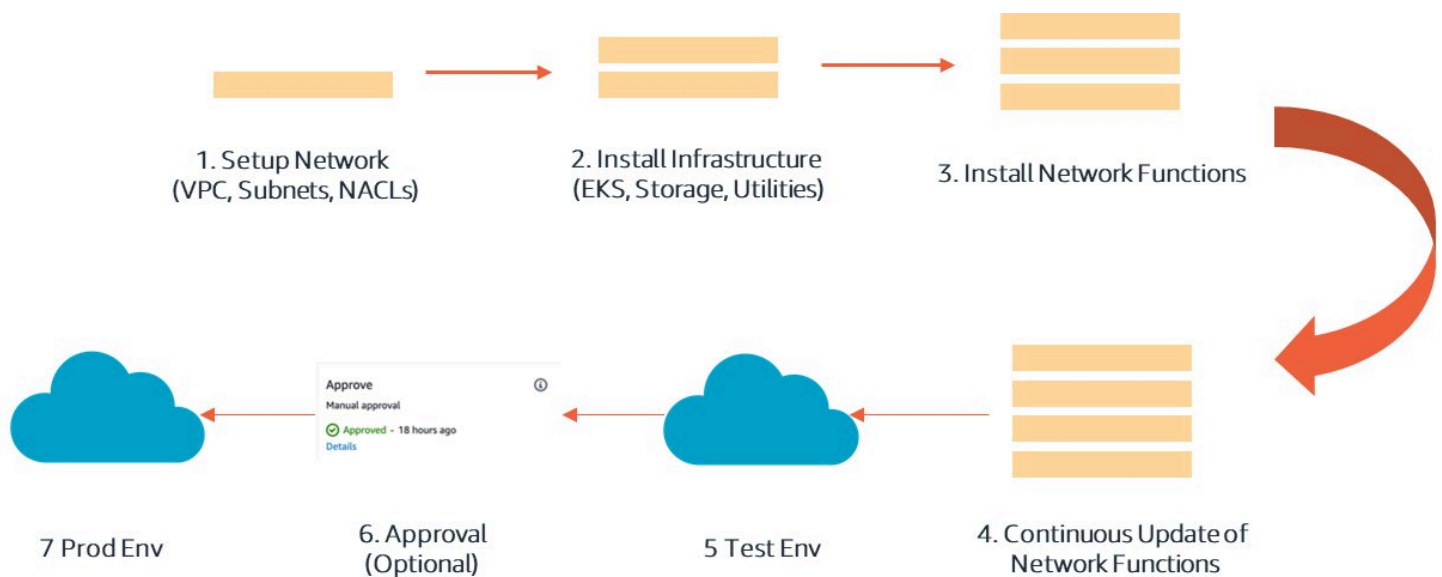 1. Setup Network
(VPC, Subnets, NACLs)
2. Install Infrastructure
(EKS, Storage, Utilities)
3. Install Network Functions
4. Continuous Update of
Network Functions
5 Test Env
Approve
Manual approval
Approved - 18 hours ago
Details
6. Approval
(Optional)
7 Prod Env